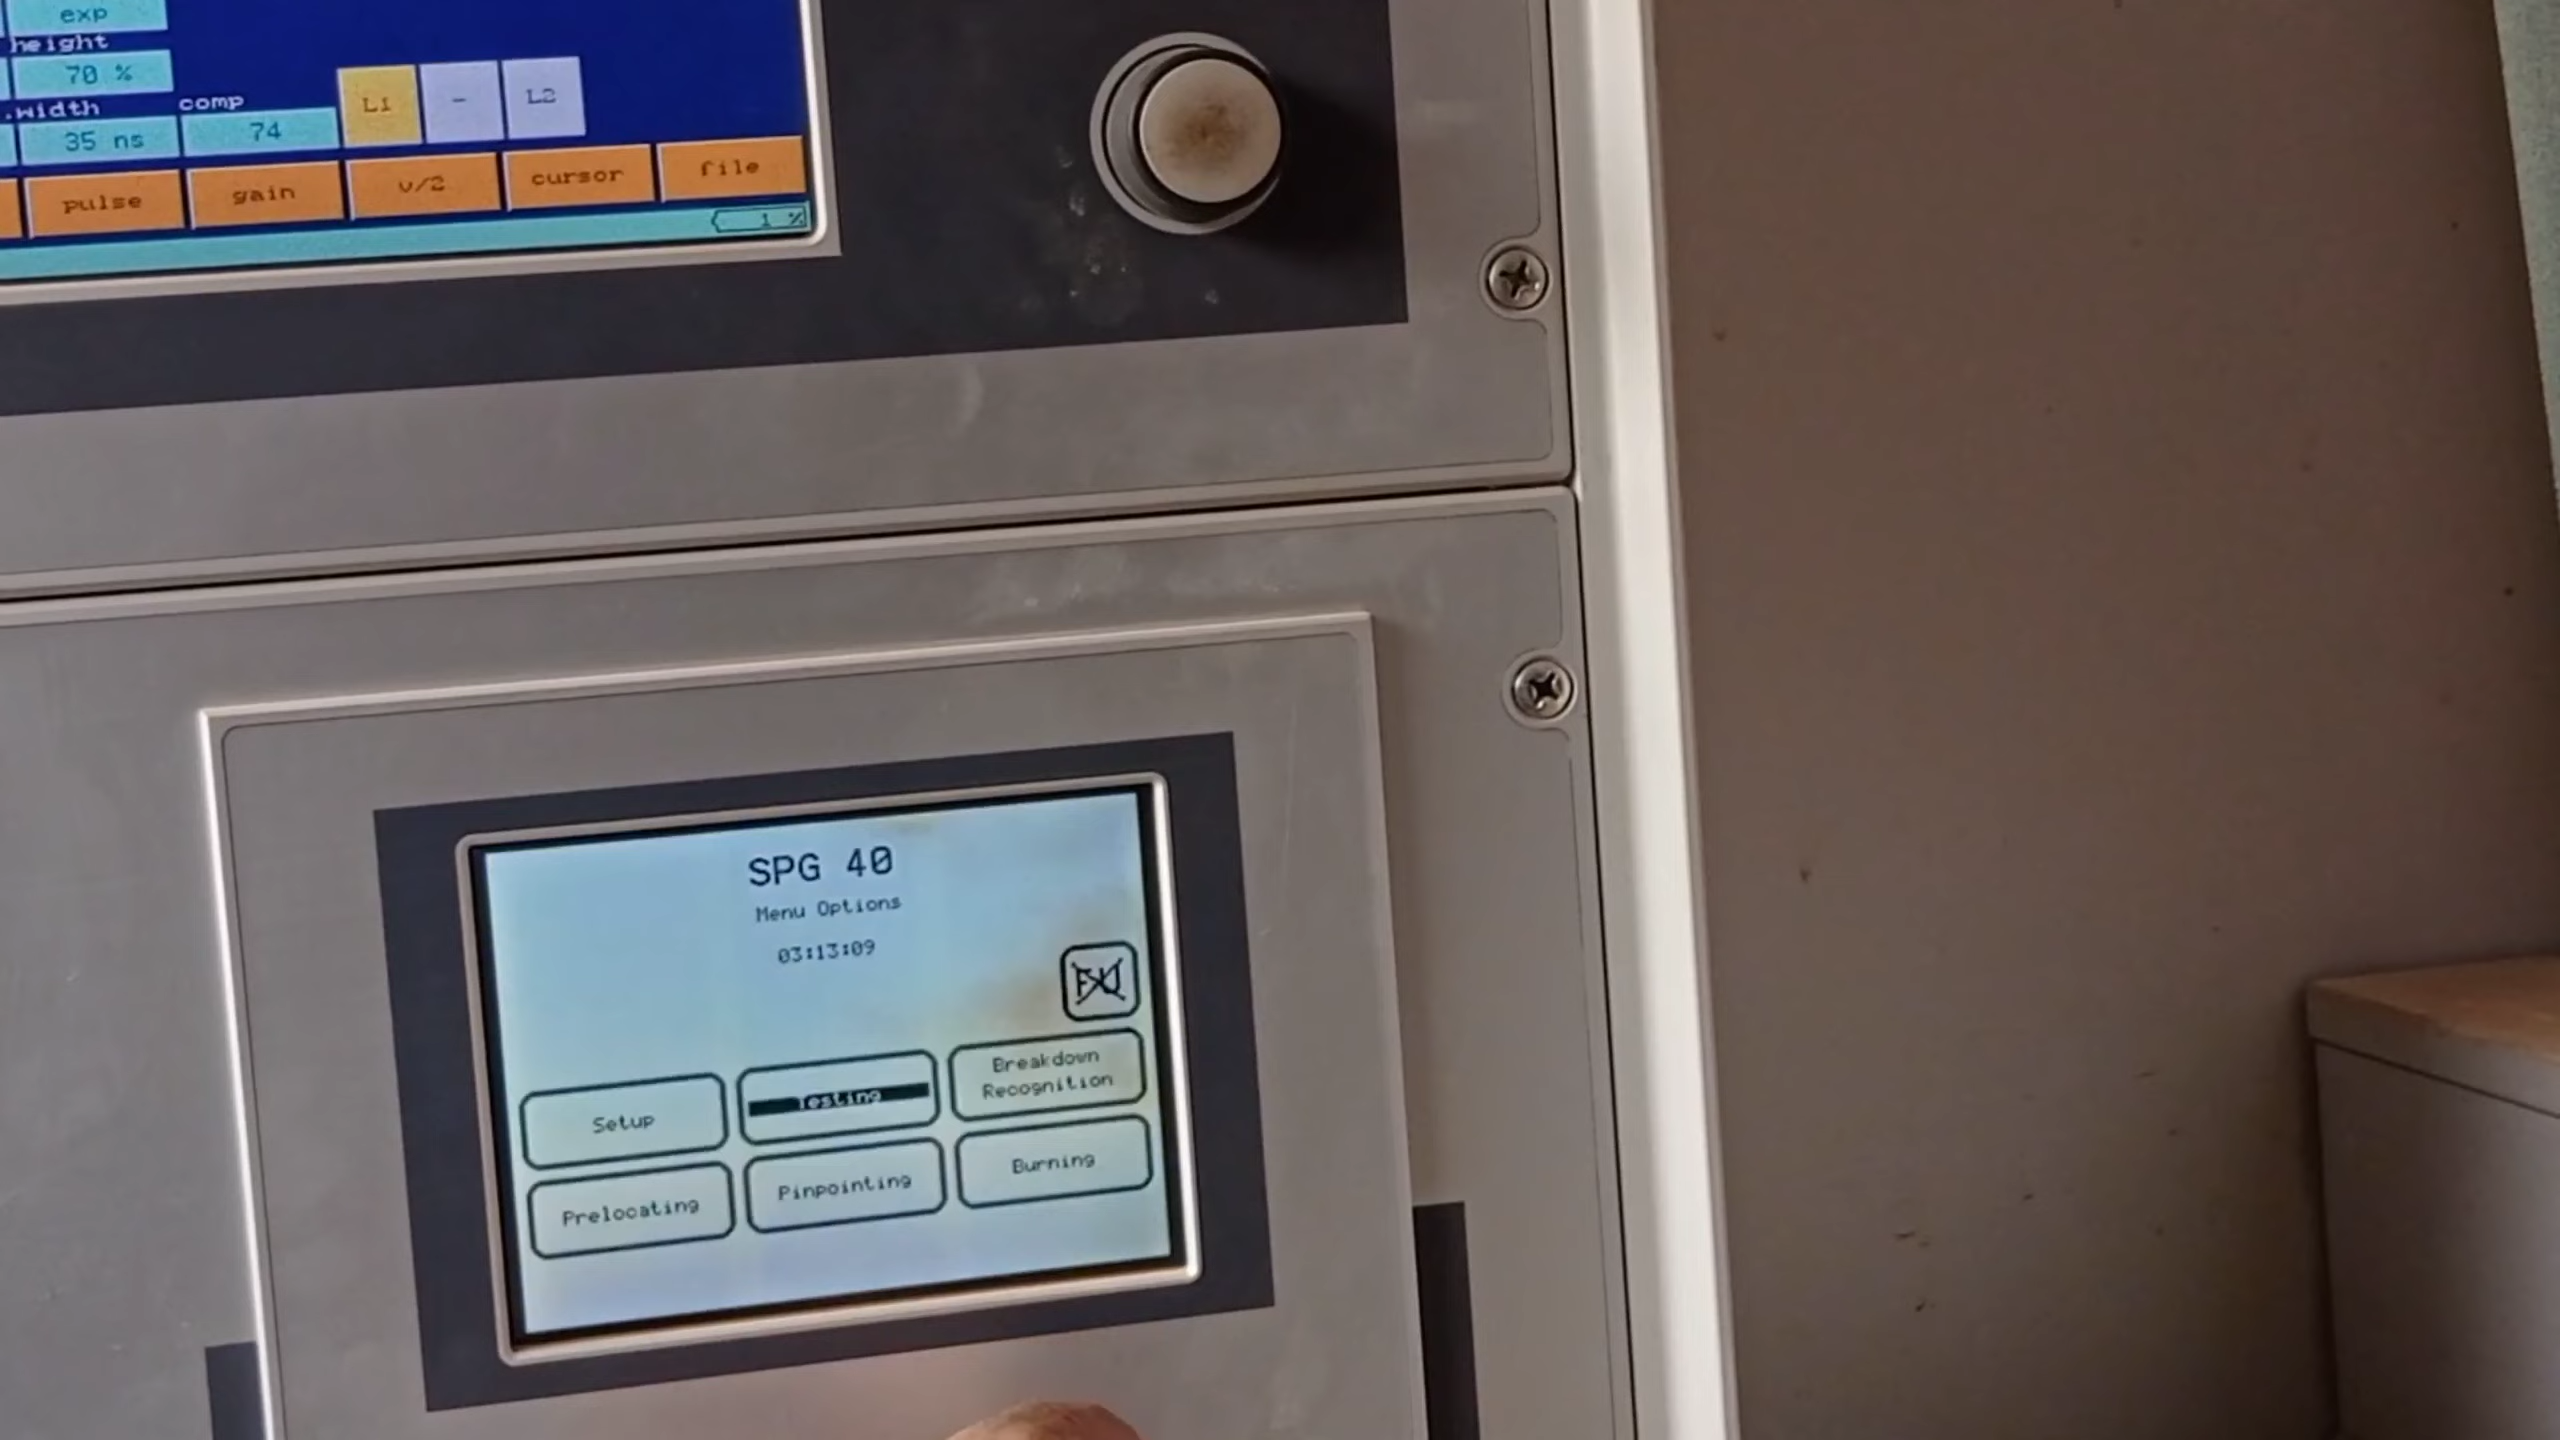 exp
height
70 %
.width comp
35 ns 74 L1 - L2
pulse gain v/2 cursor file
1 %
SPG 40
Menu Options
03:13:09
FU
Setup Testing Breakdown
Recognition
Prelocating Pinpointing Burning